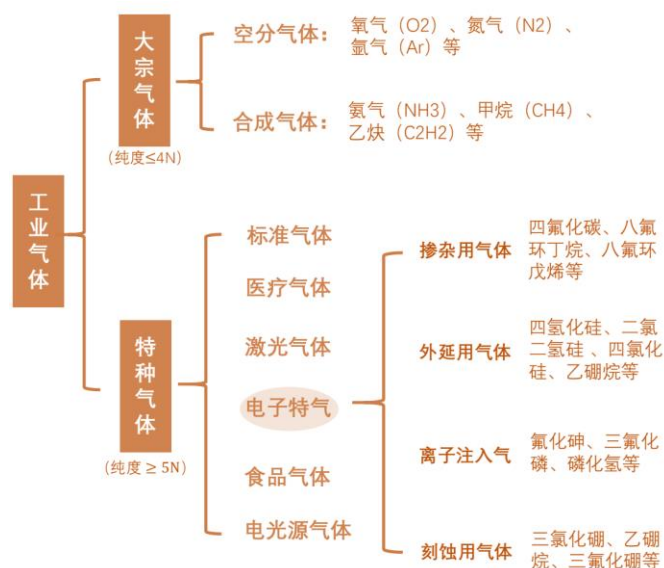 工业气体
大宗气体
(纯度≤4N)
空分气体：
氧气（O2）、氮气（N2）、
氩气（Ar）等
合成气体：
氨气（NH3）、甲烷（CH4）、
乙炔（C2H2）等
特种气体
(纯度 ≥ 5N)
标准气体
医疗气体
激光气体
电子特气
食品气体
电光源气体
掺杂用气体
四氟化碳、八氟
环丁烷、八氟环
戊烯等
外延用气体
四氢化硅、二氯
二氢硅 、四氯化
硅、乙硼烷等
离子注入气
氟化砷、三氟化
磷、磷化氢等
刻蚀用气体
三氯化硼、乙硼
烷、三氟化硼等